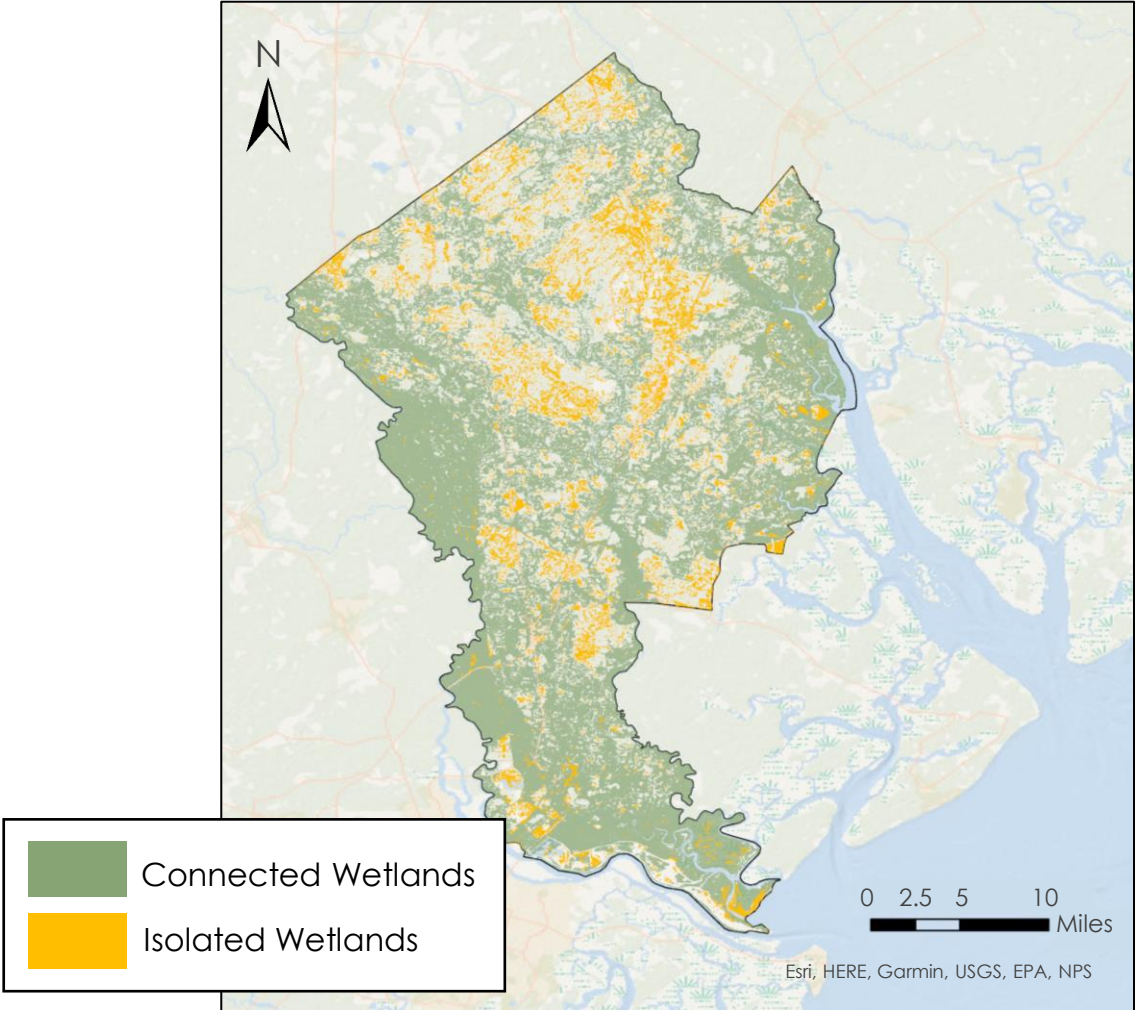 N
Connected Wetlands
Isolated Wetlands
0 2.5 5 10
Miles
Esri, HERE, Garmin, USGS, EPA, NPS